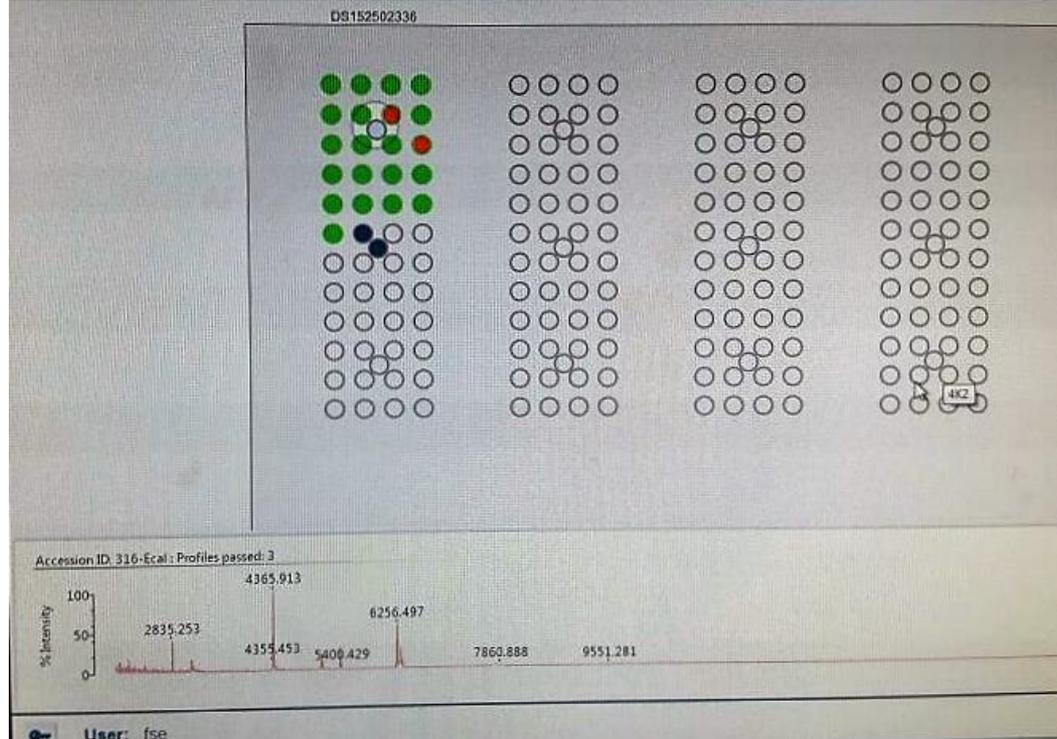 DS152502336
4X2
Accession ID: 316-Ecal : Profiles passed: 3
% Intensity
100
50
0
2835.253
4365.913
4355.453
5400.429
6256.497
7860.888
9551.281
User: fse